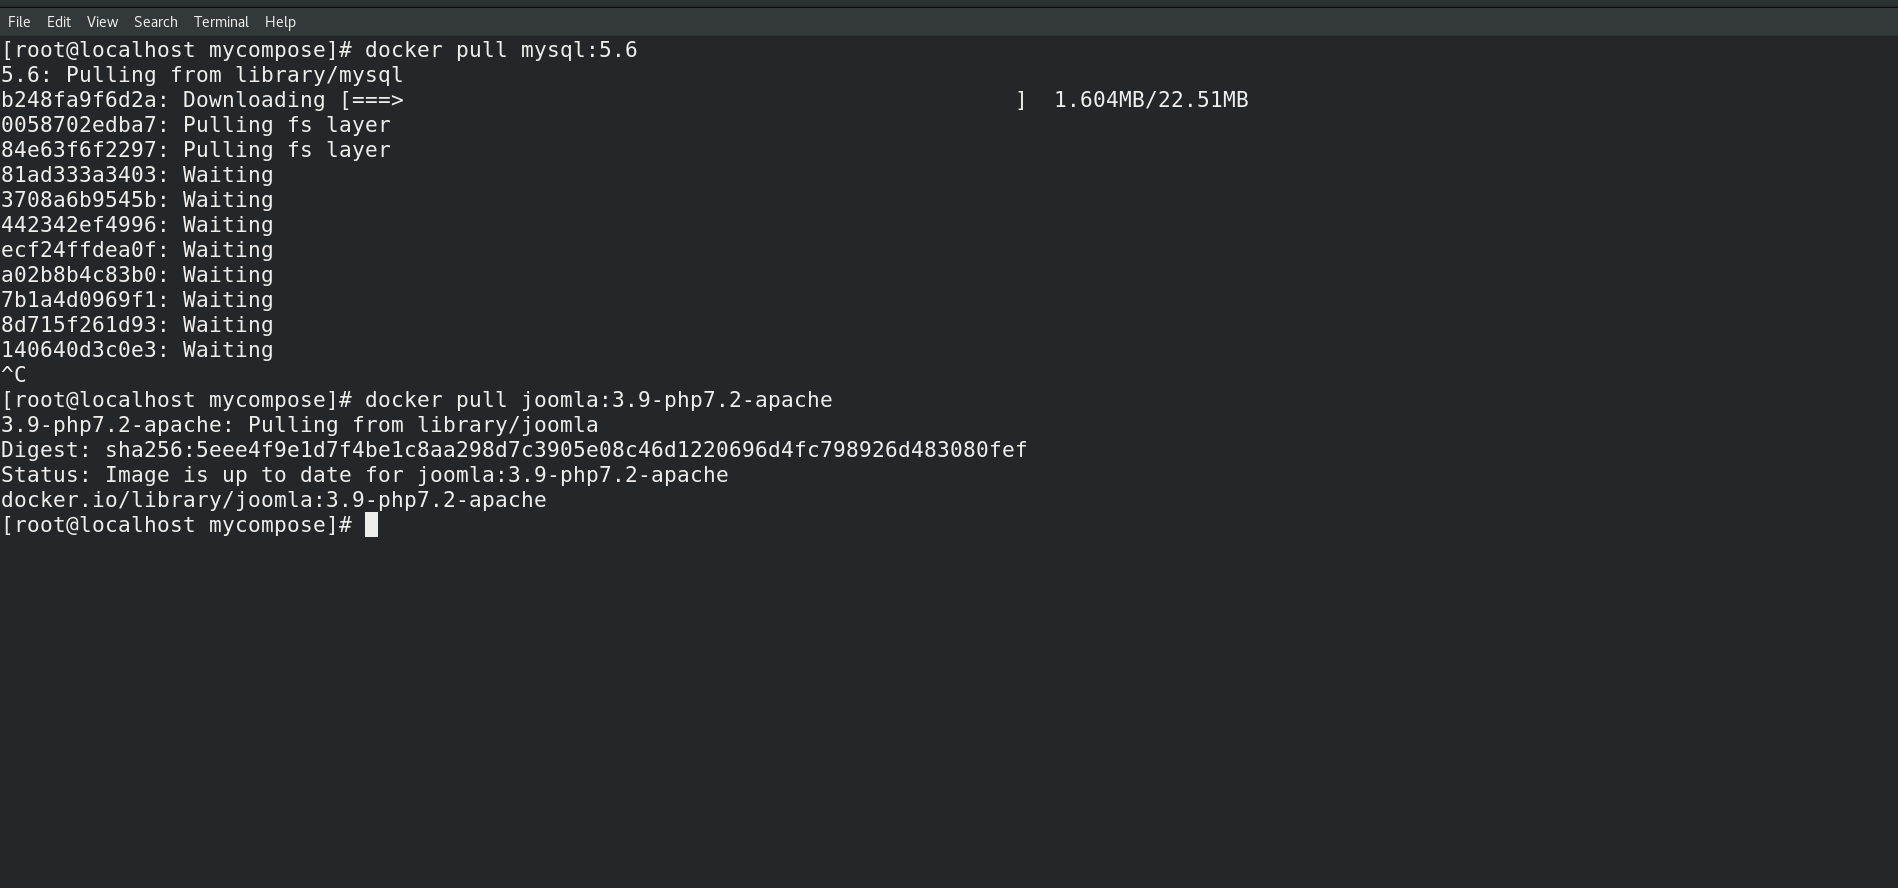 File Edit View Search Terminal Help
[root@localhost mycompose]# docker pull mysql:5.6
5.6: Pulling from library/mysql
b248fa9f6d2a: Downloading [===>                                               ]  1.604MB/22.51MB
0058702edba7: Pulling fs layer
84e63f6f2297: Pulling fs layer
81ad333a3403: Waiting
3708a6b9545b: Waiting
442342ef4996: Waiting
ecf24ffdea0f: Waiting
a02b8b4c83b0: Waiting
7b1a4d0969f1: Waiting
8d715f261d93: Waiting
140640d3c0e3: Waiting
^C
[root@localhost mycompose]# docker pull joomla:3.9-php7.2-apache
3.9-php7.2-apache: Pulling from library/joomla
Digest: sha256:5eee4f9e1d7f4be1c8aa298d7c3905e08c46d1220696d4fc798926d483080fef
Status: Image is up to date for joomla:3.9-php7.2-apache
docker.io/library/joomla:3.9-php7.2-apache
[root@localhost mycompose]#